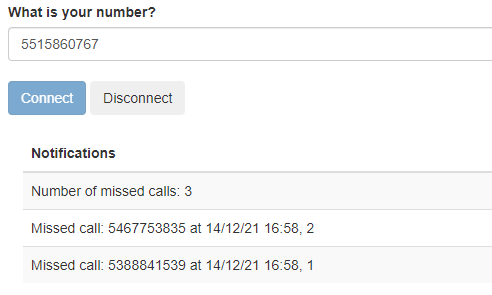 What is your number?
5515860767
Connect Disconnect
Notifications
Number of missed calls: 3
Missed call: 5467753835 at 14/12/21 16:58, 2
Missed call: 5388841539 at 14/12/21 16:58, 1